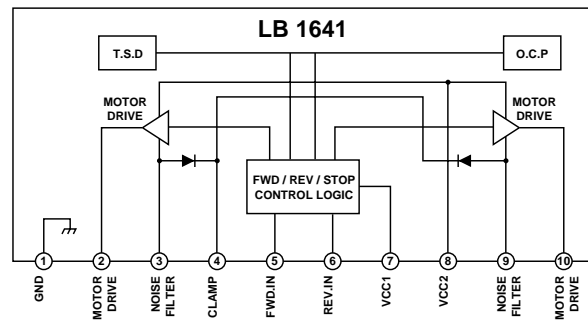 LB 1641
T.S.D
O.C.P
MOTOR
DRIVE
MOTOR
DRIVE
FWD / REV / STOP
CONTROL LOGIC
1
2
3
4
5
6
7
8
9
10
GND
MOTOR
DRIVE
NOISE
FILTER
CLAMP
FWD.IN
REV.IN
VCC1
VCC2
NOISE
FILTER
MOTOR
DRIVE